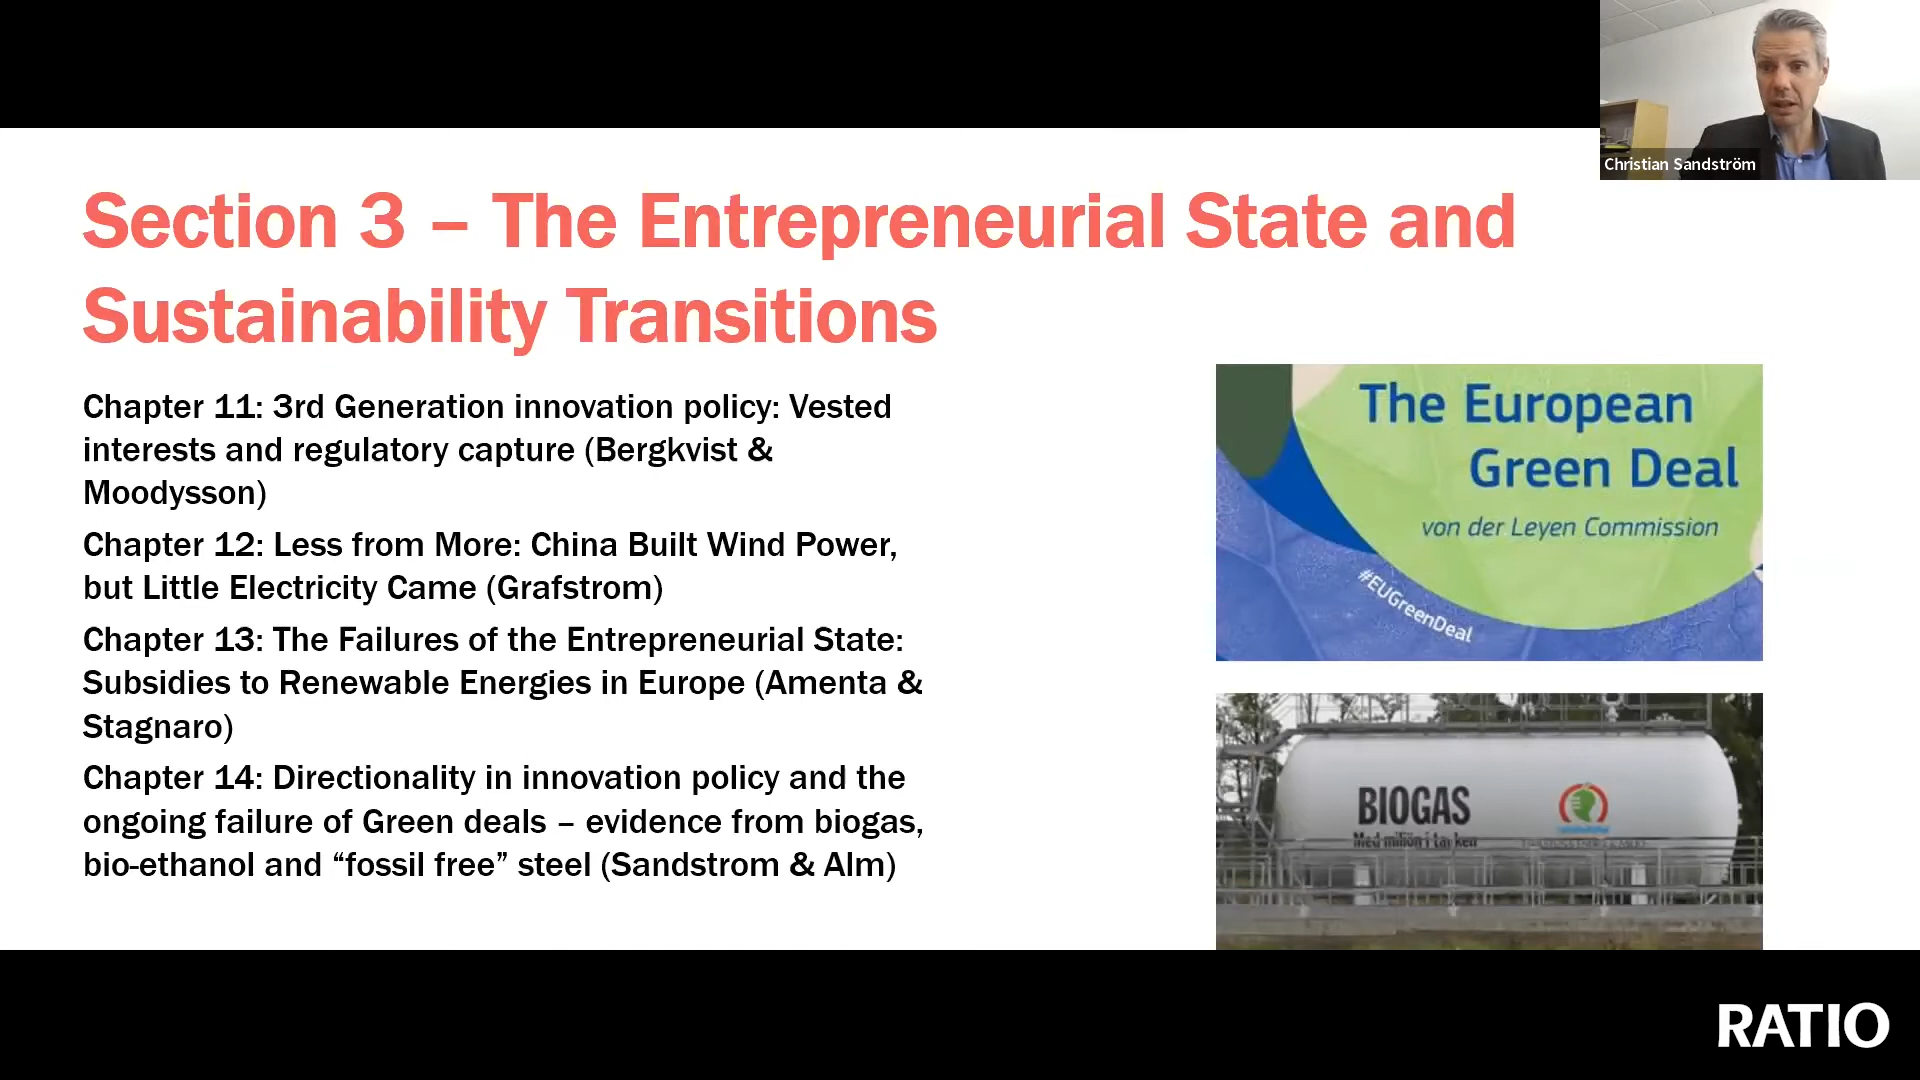 Christian Sandström
Section 3 – The Entrepreneurial State and
Sustainability Transitions
Chapter 11: 3rd Generation innovation policy: Vested
interests and regulatory capture (Bergkvist &
Moodysson)
Chapter 12: Less from More: China Built Wind Power,
but Little Electricity Came (Grafstrom)
Chapter 13: The Failures of the Entrepreneurial State:
Subsidies to Renewable Energies in Europe (Amenta &
Stagnaro)
Chapter 14: Directionality in innovation policy and the
ongoing failure of Green deals – evidence from biogas,
bio-ethanol and “fossil free” steel (Sandstrom & Alm)
The European
Green Deal
von der Leyen Commission
#EUGreenDeal
BIOGAS
Med miljön i tanken
RATIO